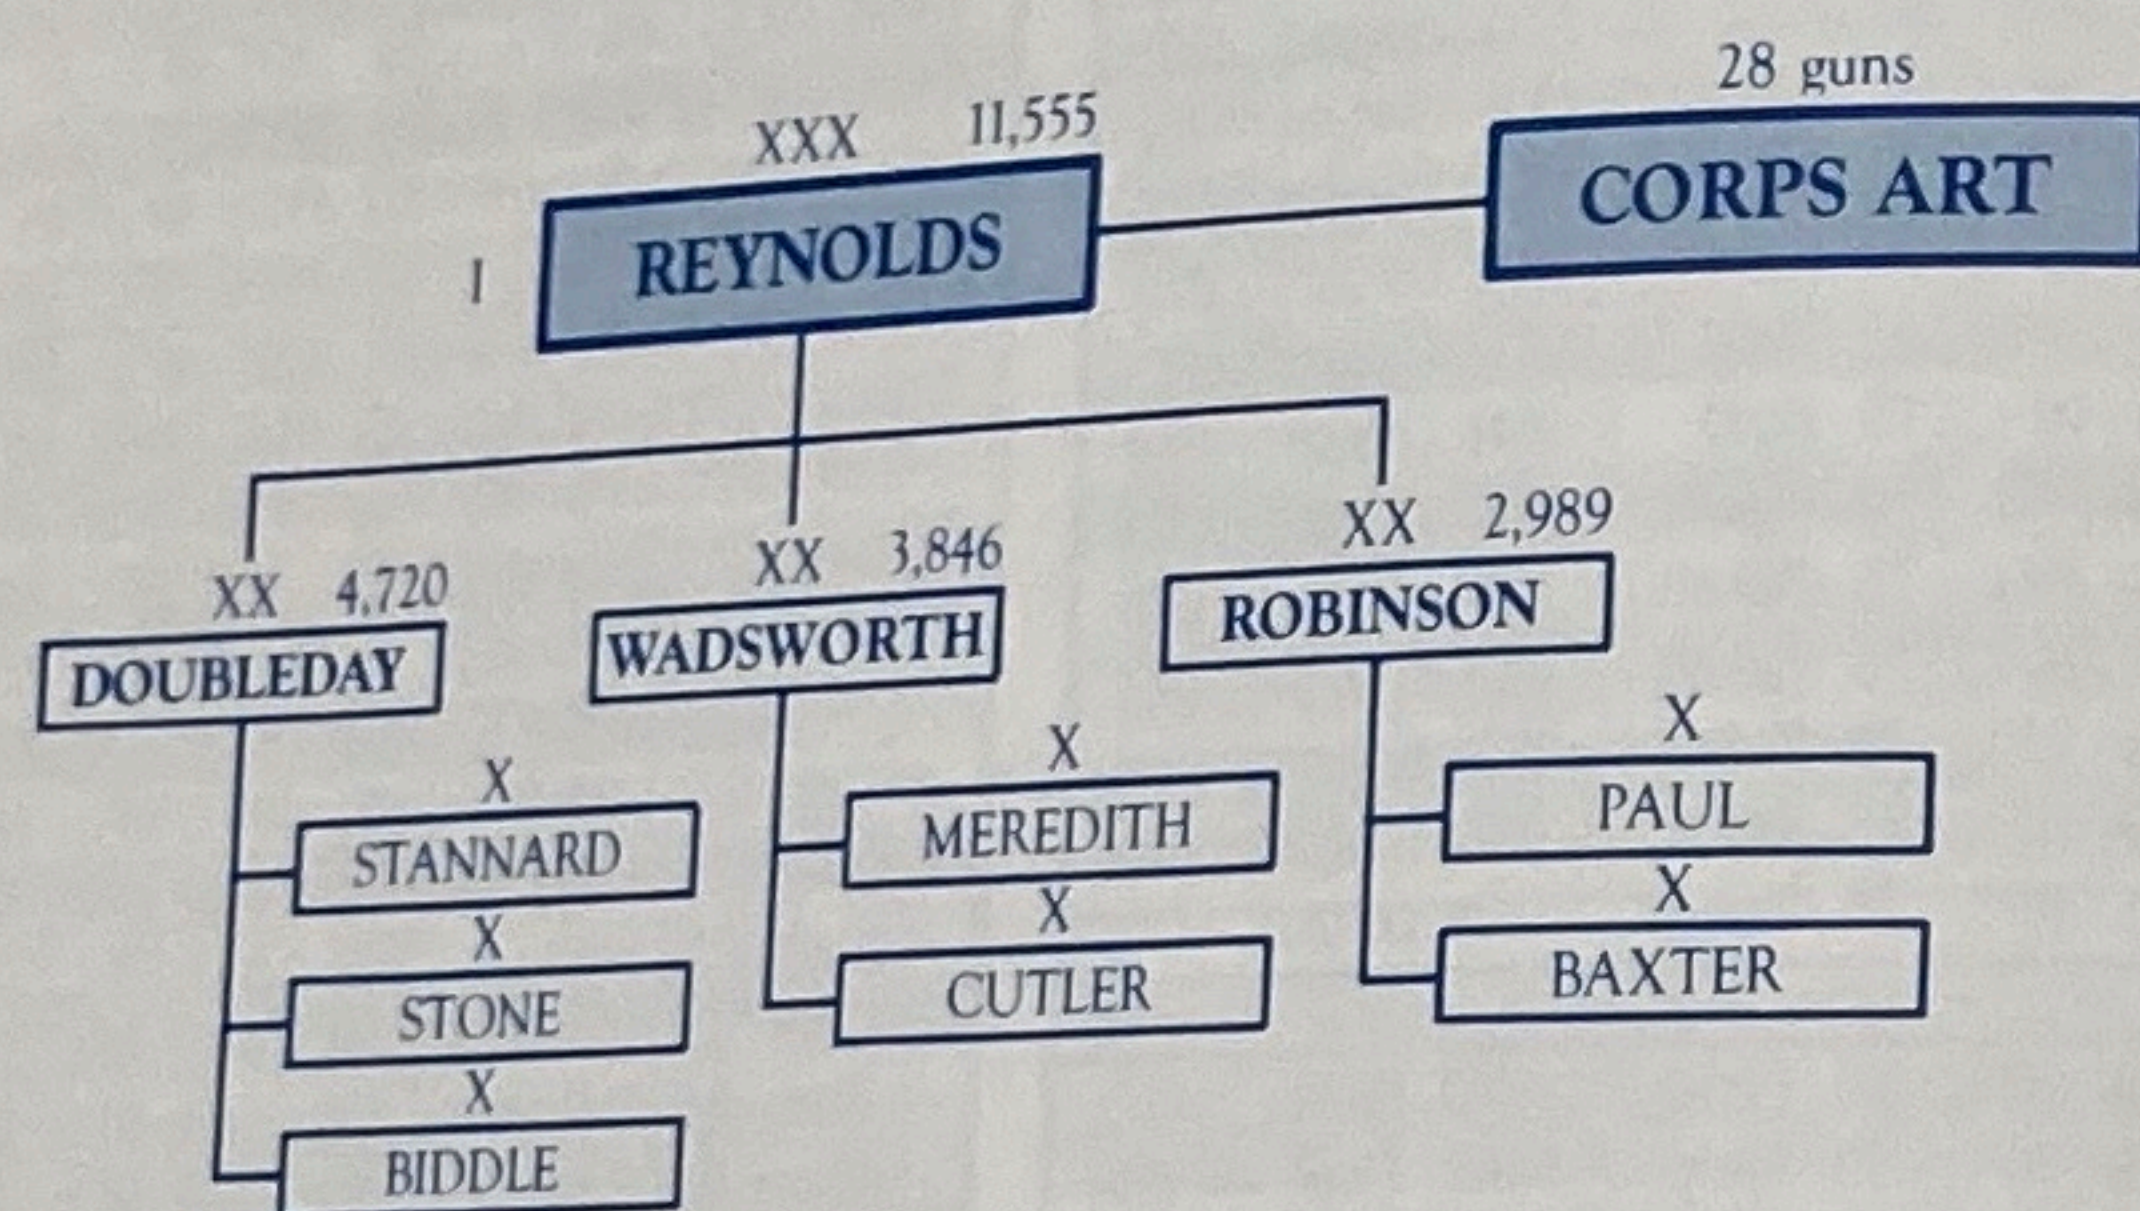 28 guns
XXX 11,555
CORPS ART
I REYNOLDS
XX 4,720
XX 3,846
XX 2,989
DOUBLEDAY
WADSWORTH
ROBINSON
X
STANNARD
X
STONE
X
BIDDLE
X
MEREDITH
X
CUTLER
X
PAUL
X
BAXTER